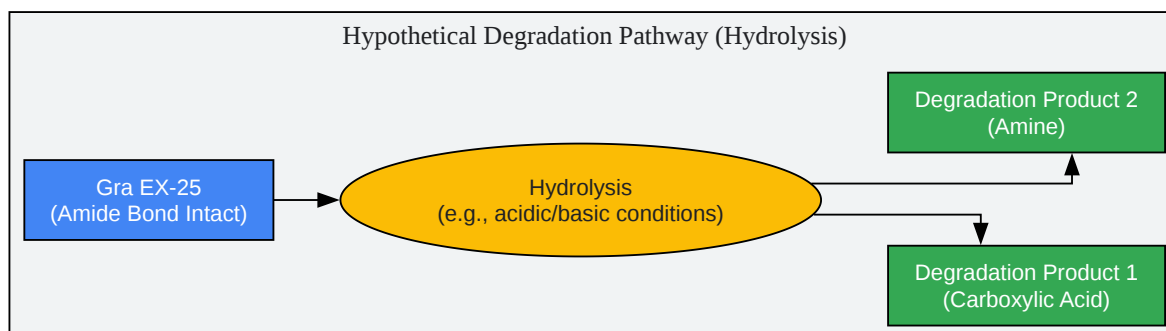 Hypothetical Degradation Pathway (Hydrolysis)
Gra EX-25
(Amide Bond Intact)
Hydrolysis
(e.g., acidic/basic conditions)
Degradation Product 2
(Amine)
Degradation Product 1
(Carboxylic Acid)